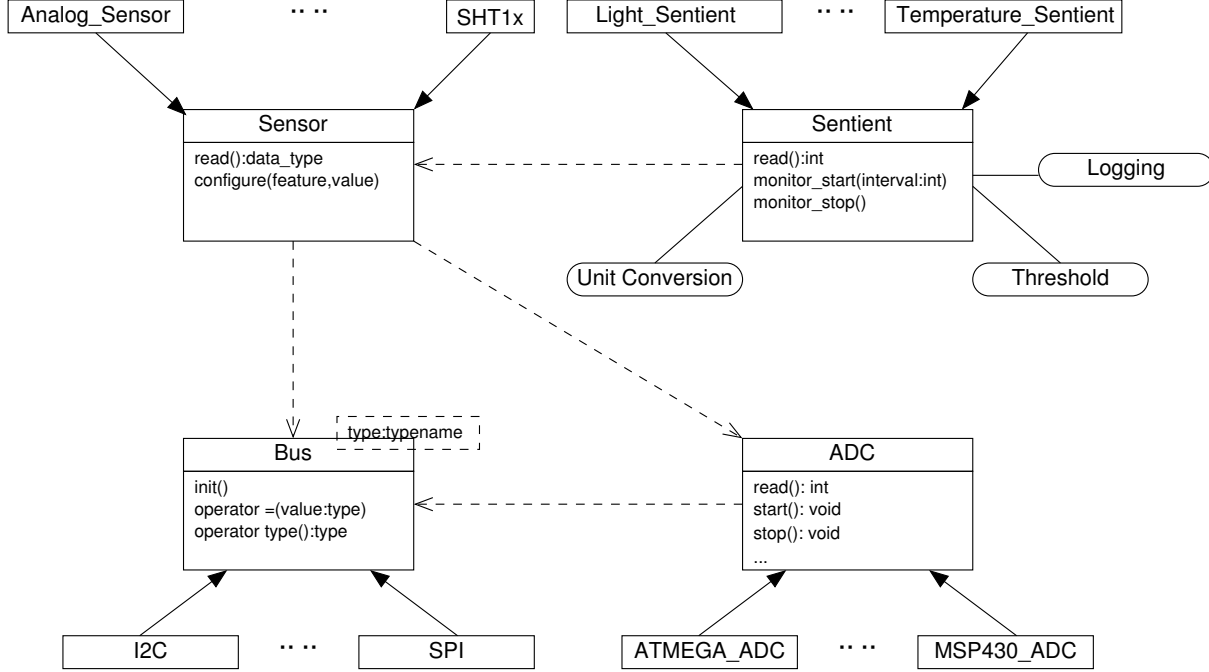 Analog_Sensor
.. ..
SHT1x
Light_Sentient
.. ..
Temperature_Sentient
Sensor
read():data_type
configure(feature,value)
Sentient
read():int
monitor_start(interval:int)
monitor_stop()
Logging
Unit Conversion
Threshold
type:typename
Bus
init()
operator =(value:type)
operator type():type
ADC
read(): int
start(): void
stop(): void
...
I2C
.. ..
SPI
ATMEGA_ADC
.. ..
MSP430_ADC